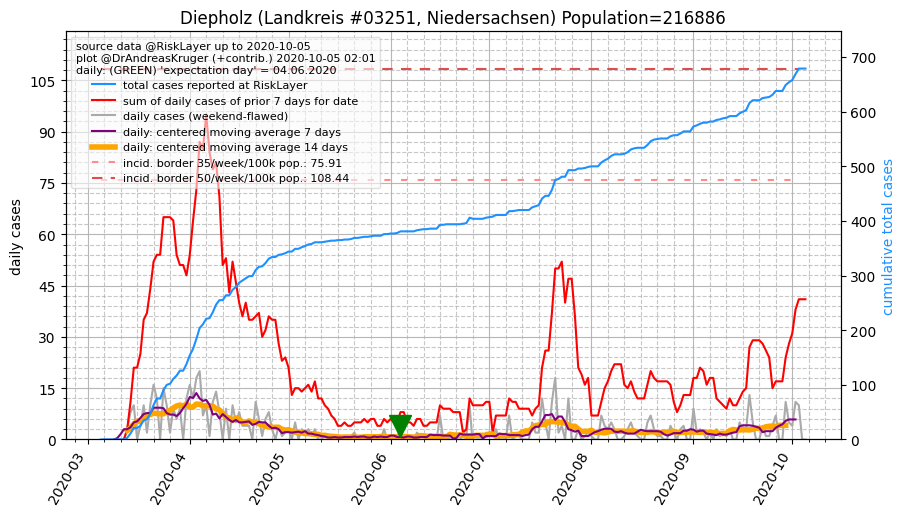 Diepholz (Landkreis #03251, Niedersachsen) Population=216886
source data @RiskLayer up to 2020-10-05
plot @DrAndreasKruger (+contrib.) 2020-10-05 02:01
daily: (GREEN) 'expectation day' = 04.06.2020
total cases reported at RiskLayer
sum of daily cases of prior 7 days for date
daily cases (weekend-flawed)
daily: centered moving average 7 days
daily: centered moving average 14 days
incid. border 35/week/100k pop.: 75.91
incid. border 50/week/100k pop.: 108.44
daily cases
105
90
75
60
45
30
15
0
cumulative total cases
700
600
500
400
300
200
100
0
2020-03
2020-04
2020-05
2020-06
2020-07
2020-08
2020-09
2020-10